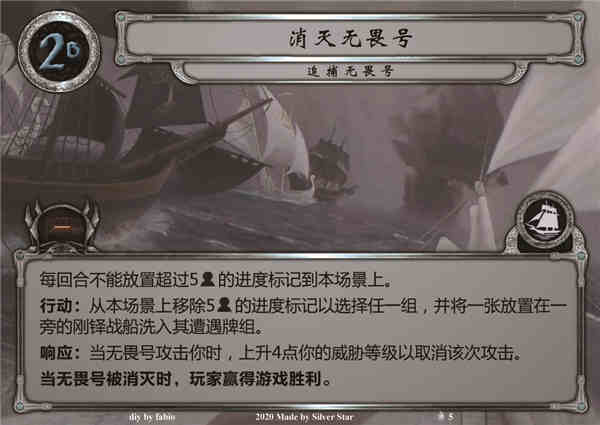 2B
消灭无畏号
追捕无畏号
每回合不能放置超过5的进度标记到本场景上。
行动：从本场景上移除5的进度标记以选择任一组，并将一张放置在一
旁的刚铎战船洗入其遭遇牌组。
响应：当无畏号攻击你时，上升4点你的威胁等级以取消该次攻击。
当无畏号被消灭时，玩家赢得游戏胜利。
diy by fabio 2020 Made by Silver Star 5